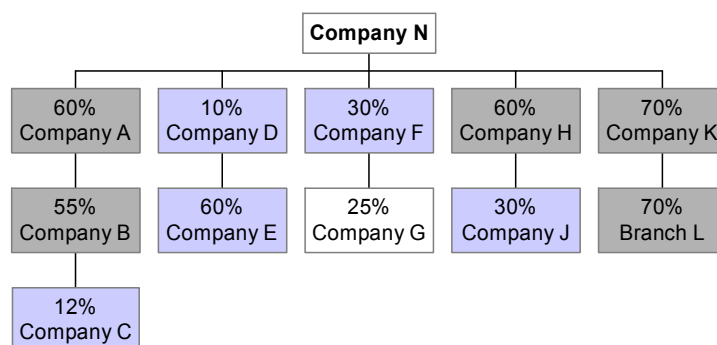 Company N
60%
Company A
10%
Company D
30%
Company F
60%
Company H
70%
Company K
55%
Company B
60%
Company E
25%
Company G
30%
Company J
70%
Branch L
12%
Company C